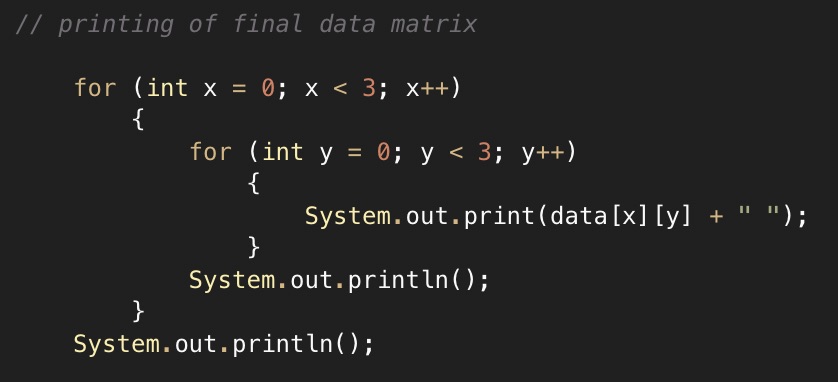 // printing of final data matrix
for (int x = 0; x < 3; x++)
{
for (int y = 0; y < 3; y++)
{
System.out.print(data[x][y] + " ");
}
System.out.println();
}
System.out.println();